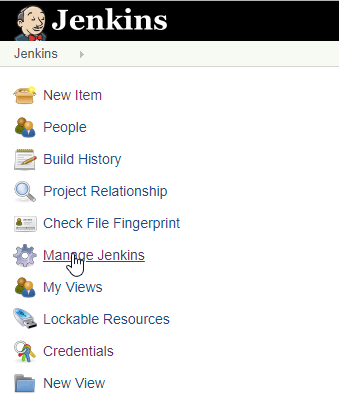 Jenkins
Jenkins
New Item
People
Build History
Project Relationship
Check File Fingerprint
Manage Jenkins
My Views
Lockable Resources
Credentials
New View